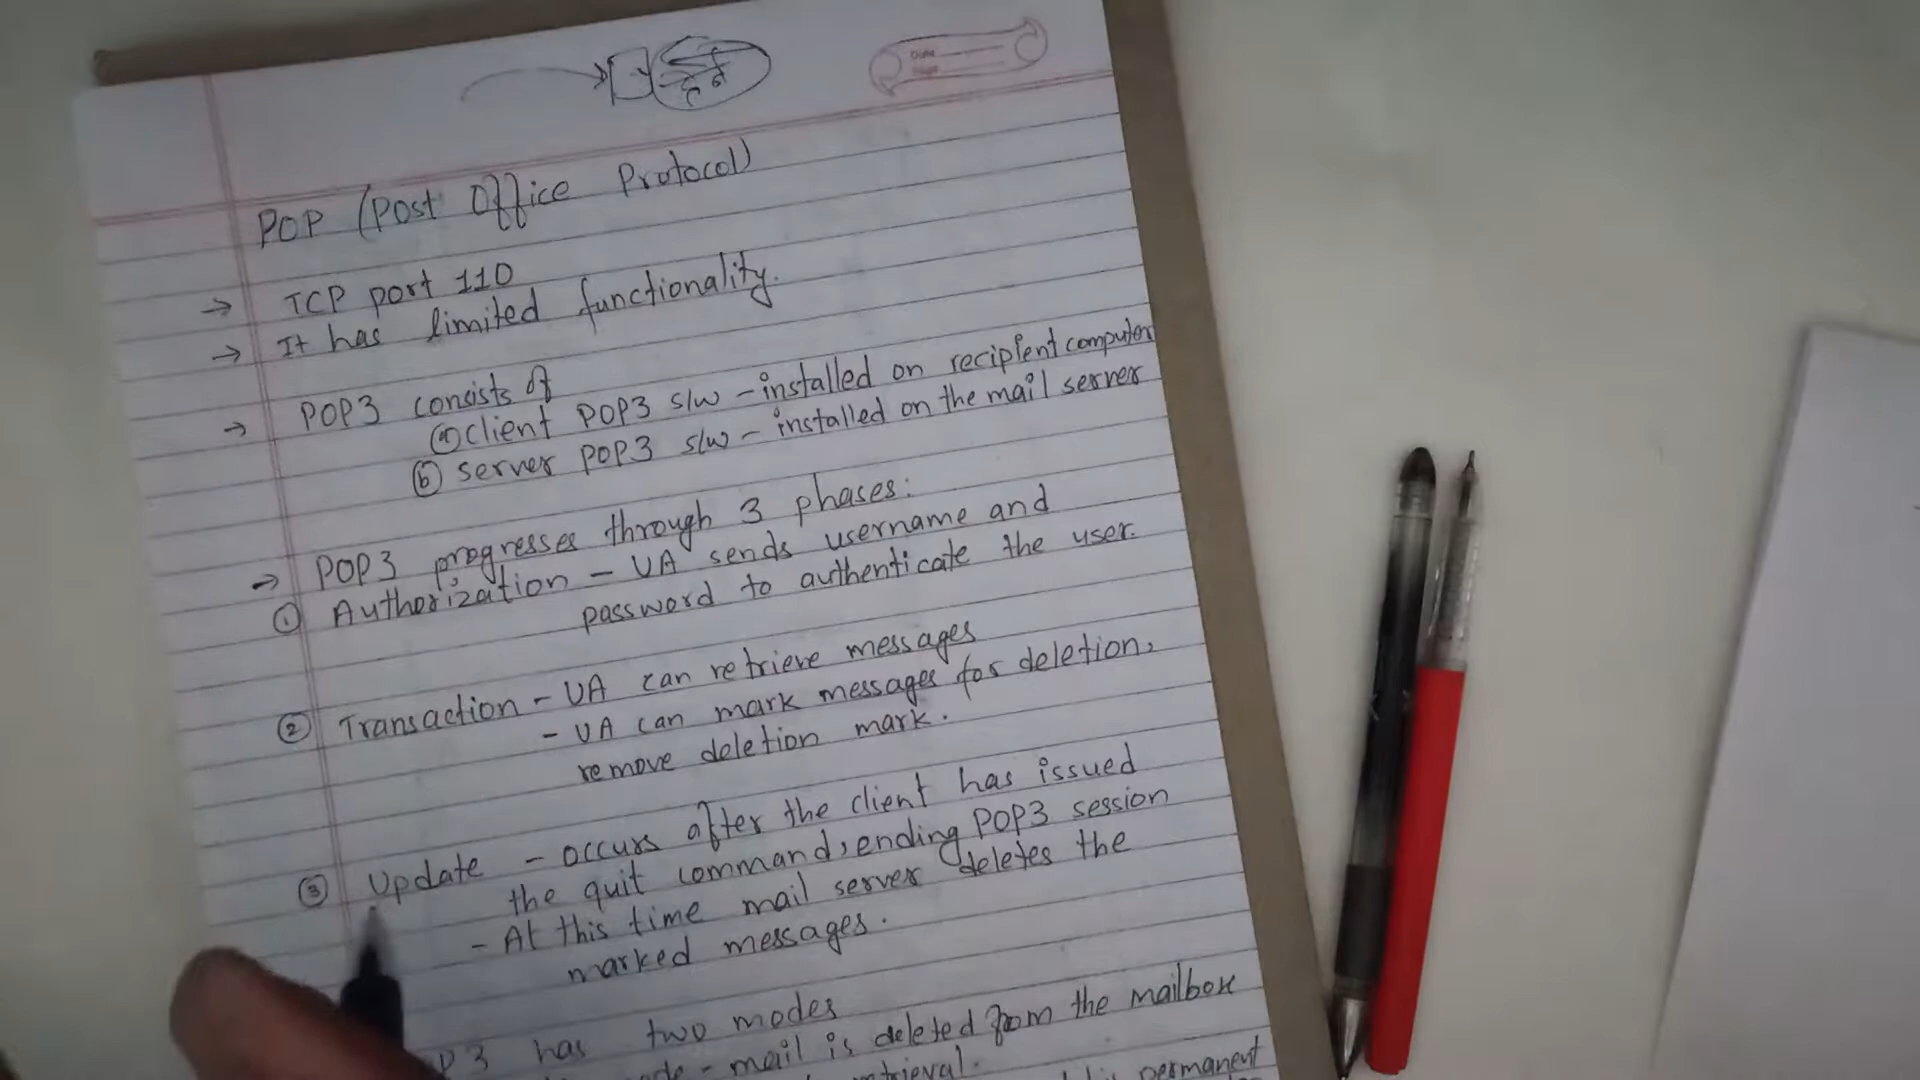 Date
POP (Post Office Protocol)
→ TCP port 110
→ It has limited functionality.
→ POP3 consists of
ⓐ client POP3 s/w - installed on recipient computer
ⓑ server POP3 s/w - installed on the mail server
→ POP3 progresses through 3 phases:
① Authorization - UA sends username and
password to authenticate the user.
② Transaction - UA can retrieve messages
- UA can mark messages for deletion,
remove deletion mark.
③ Update - occurs after the client has issued
the quit command, ending POP3 session
- At this time mail server deletes the
marked messages.
P3 has two modes
- mail is deleted from the mailbox
permanent